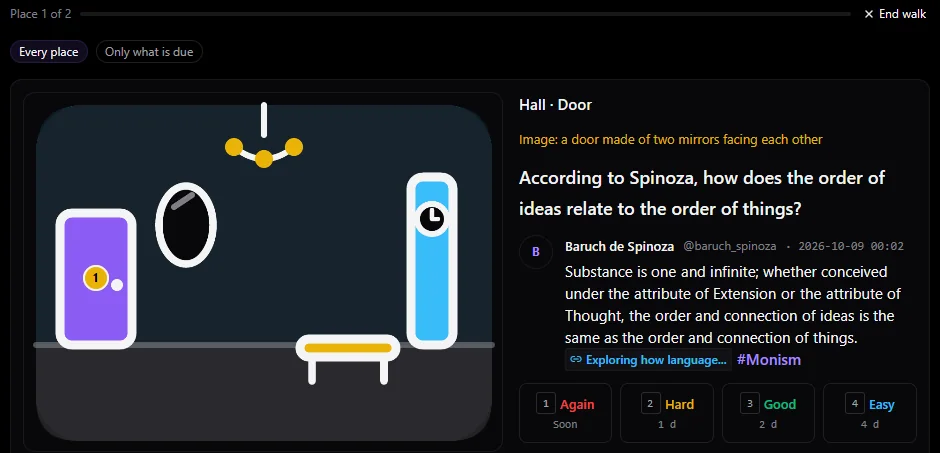 Place 1 of 2
✕ End walk
Every place
Only what is due
Hall · Door
Image: a door made of two mirrors facing each other
According to Spinoza, how does the order of
ideas relate to the order of things?
B
Baruch de Spinoza @baruch_spinoza · 2026-10-09 00:02
Substance is one and infinite; whether conceived
under the attribute of Extension or the attribute of
Thought, the order and connection of ideas is the
same as the order and connection of things.
Exploring how language... #Monism
1
1 Again
Soon
2 Hard
1 d
3 Good
2 d
4 Easy
4 d